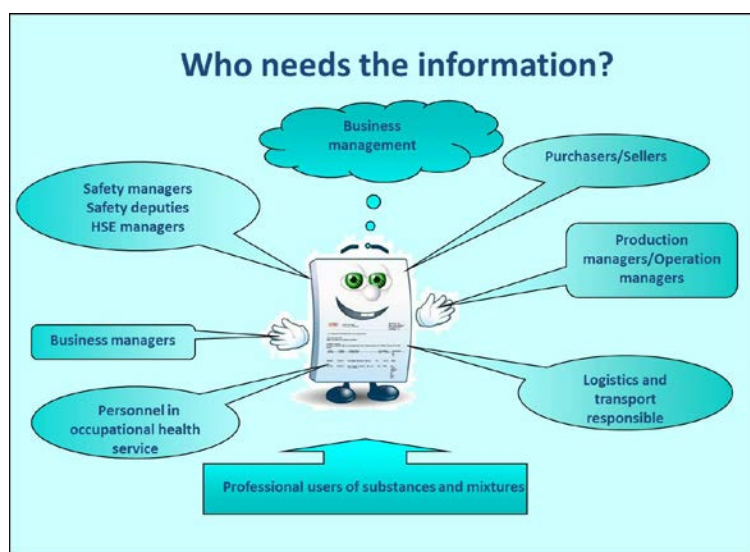 Who needs the information?
Business
management
Purchasers/Sellers
Safety managers
Safety deputies
HSE managers
Production
managers/Operation
managers
Business managers
Logistics and
transport
responsible
Personnel in
occupational health
service
Professional users of substances and mixtures